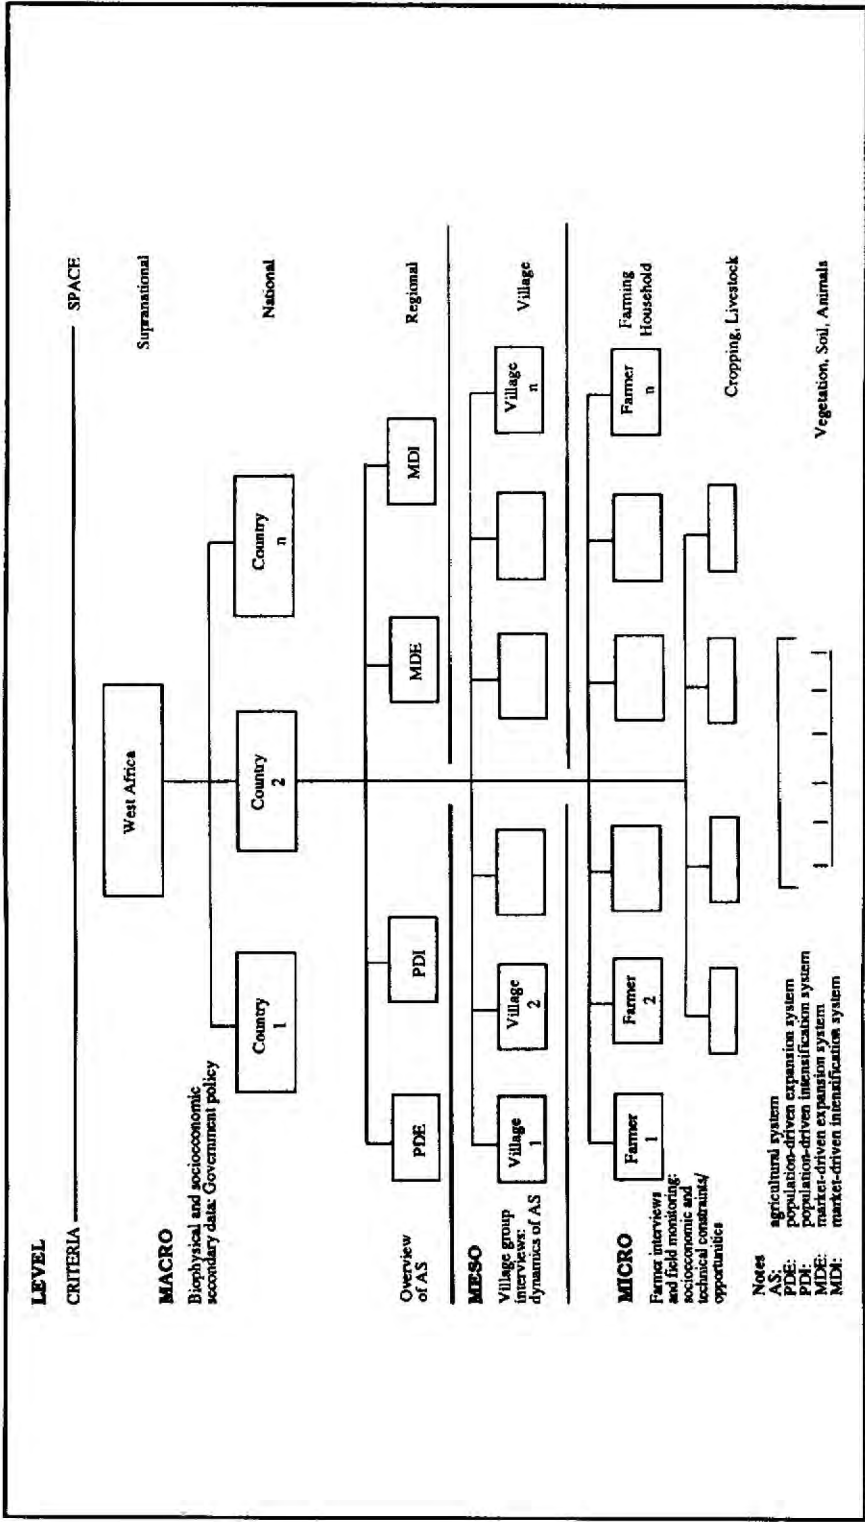 LEVEL
CRITERIA
SPACE
MACRO
Biophysical and socioeconomic
secondary data: Government policy
West Africa
Supranational
Country
1
Country
2
Country
n
National
Overview
of AS
PDE
PDI
MDE
MDI
Regional
MESO
Village group
interviews:
dynamics of AS
Village
1
Village
2
Village
n
Village
MICRO
Farmer interviews
and field monitoring:
socioeconomic and
technical constraints/
opportunities
Farmer
1
Farmer
2
Farmer
n
Farming
Household
Cropping, Livestock
Vegetation, Soil, Animals
Notes
AS: agricultural system
PDE: population-driven expansion system
PDI: population-driven intensification system
MDE: market-driven expansion system
MDI: market-driven intensification system